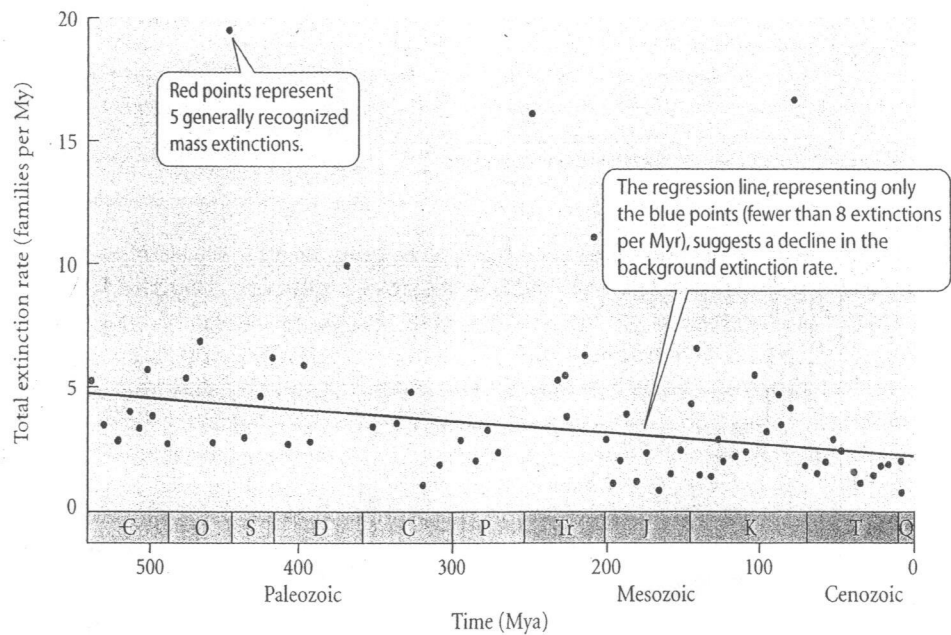 20
15
10
5
0
Total extinction rate (families per My)
Red points represent
5 generally recognized
mass extinctions.
The regression line, representing only
the blue points (fewer than 8 extinctions
per Myr), suggests a decline in the
background extinction rate.
Є O S D C P Tr J K T Q
500 400 300 200 100 0
Paleozoic Mesozoic Cenozoic
Time (Mya)